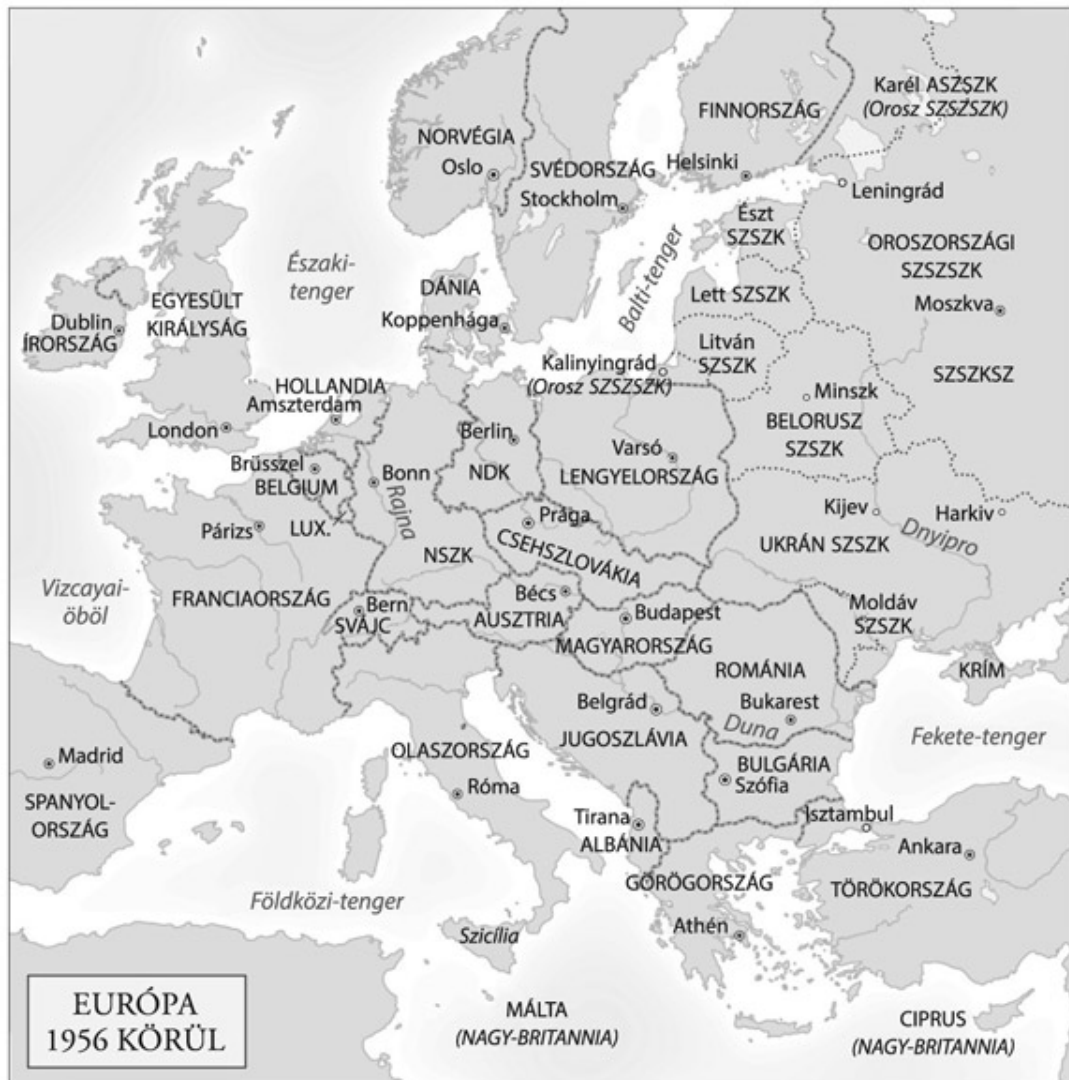 Karél ASZSZK
(Orosz SZSZSZK)
FINNORSZÁG
NORVÉGIA
Oslo
SVÉDORSZÁG
Helsinki
Stockholm
Leningrád
Észt
SZSZK
OROSZORSZÁGI
SZSZSZK
Északi-
tenger
Balti-tenger
DÁNIA
Lett SZSZK
EGYESÜLT
KIRÁLYSÁG
Moszkva
Dublin
ÍRORSZÁG
Koppenhága
Litván
SZSZK
Kalinyingrád
(Orosz SZSZSZK)
SZSZKSZ
HOLLANDIA
Amszterdam
Minszk
BELORUSZ
SZSZK
London
Berlin
Varsó
Brüsszel
BELGIUM
Bonn
NDK
LENGYELORSZÁG
Rajna
Kijev
Harkiv
Párizs
LUX.
Prága
Dnyipro
CSEHSZLOVÁKIA
UKRÁN SZSZK
NSZK
Vizcayai-
öböl
FRANCIAORSZÁG
Bécs
Bern
SVÁJC
AUSZTRIA
Budapest
MAGYARORSZÁG
Moldáv
SZSZK
ROMÁNIA
KRÍM
Belgrád
Bukarest
Duna
JUGOSZLÁVIA
Fekete-tenger
Madrid
OLASZORSZÁG
BULGÁRIA
Szófia
SPANYOL-
ORSZÁG
Róma
Tirana
ALBÁNIA
Isztambul
Ankara
GÖRÖGORSZÁG
TÖRÖKORSZÁG
Földközi-tenger
Athén
Szicília
EURÓPA
1956 KÖRÜL
MÁLTA
(NAGY-BRITANNIA)
CIPRUS
(NAGY-BRITANNIA)